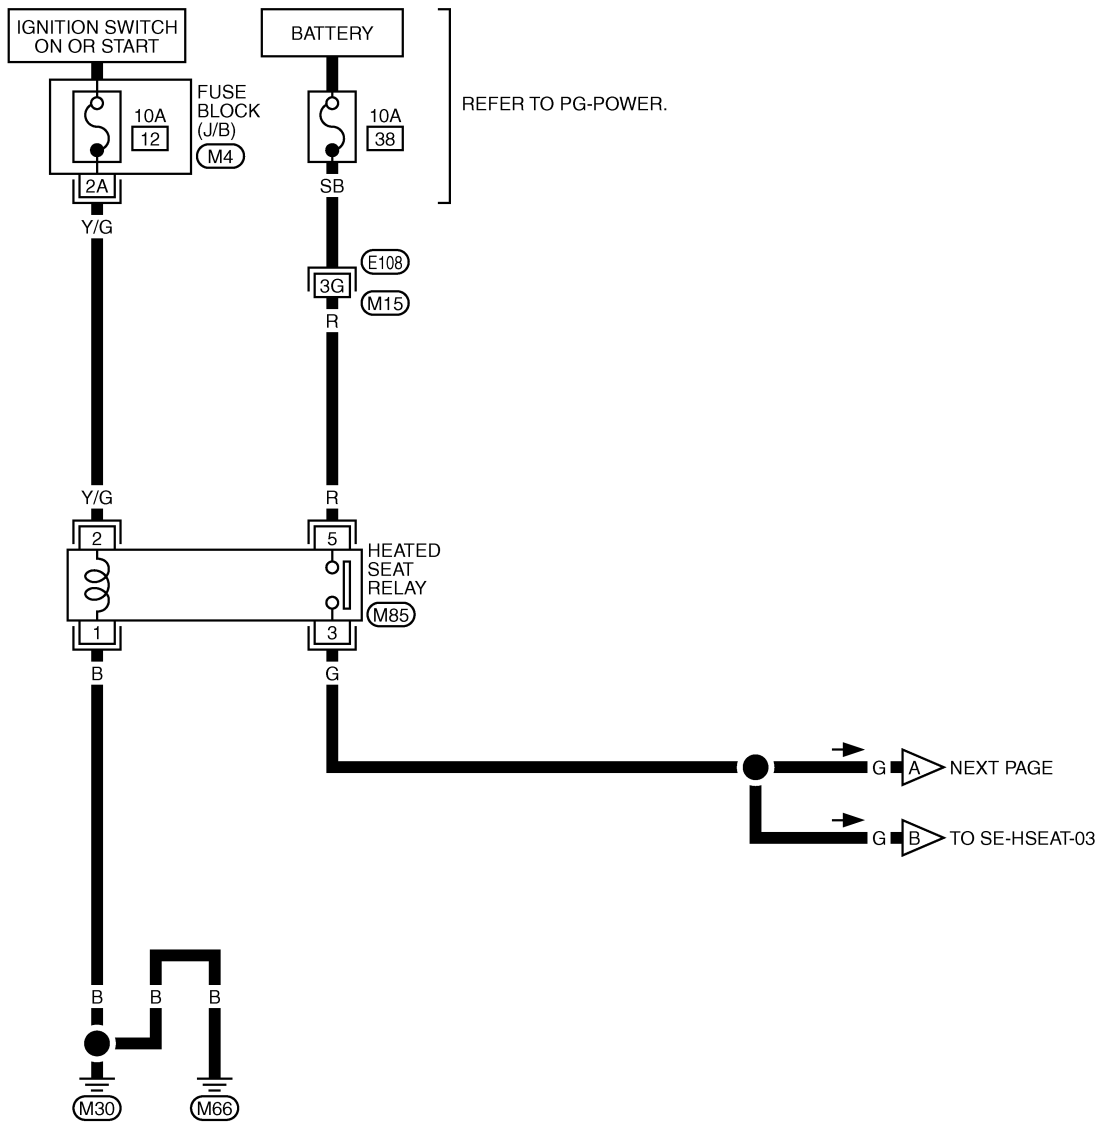 IGNITION SWITCH
ON OR START
BATTERY
FUSE
BLOCK
(J/B)
M4
10A
12
10A
38
REFER TO PG-POWER.
2A
SB
Y/G
E108
3G
M15
R
Y/G
R
2
5
HEATED
SEAT
RELAY
M85
1
3
B
G
G
A
NEXT PAGE
G
B
TO SE-HSEAT-03
B
B
B
M30
M66